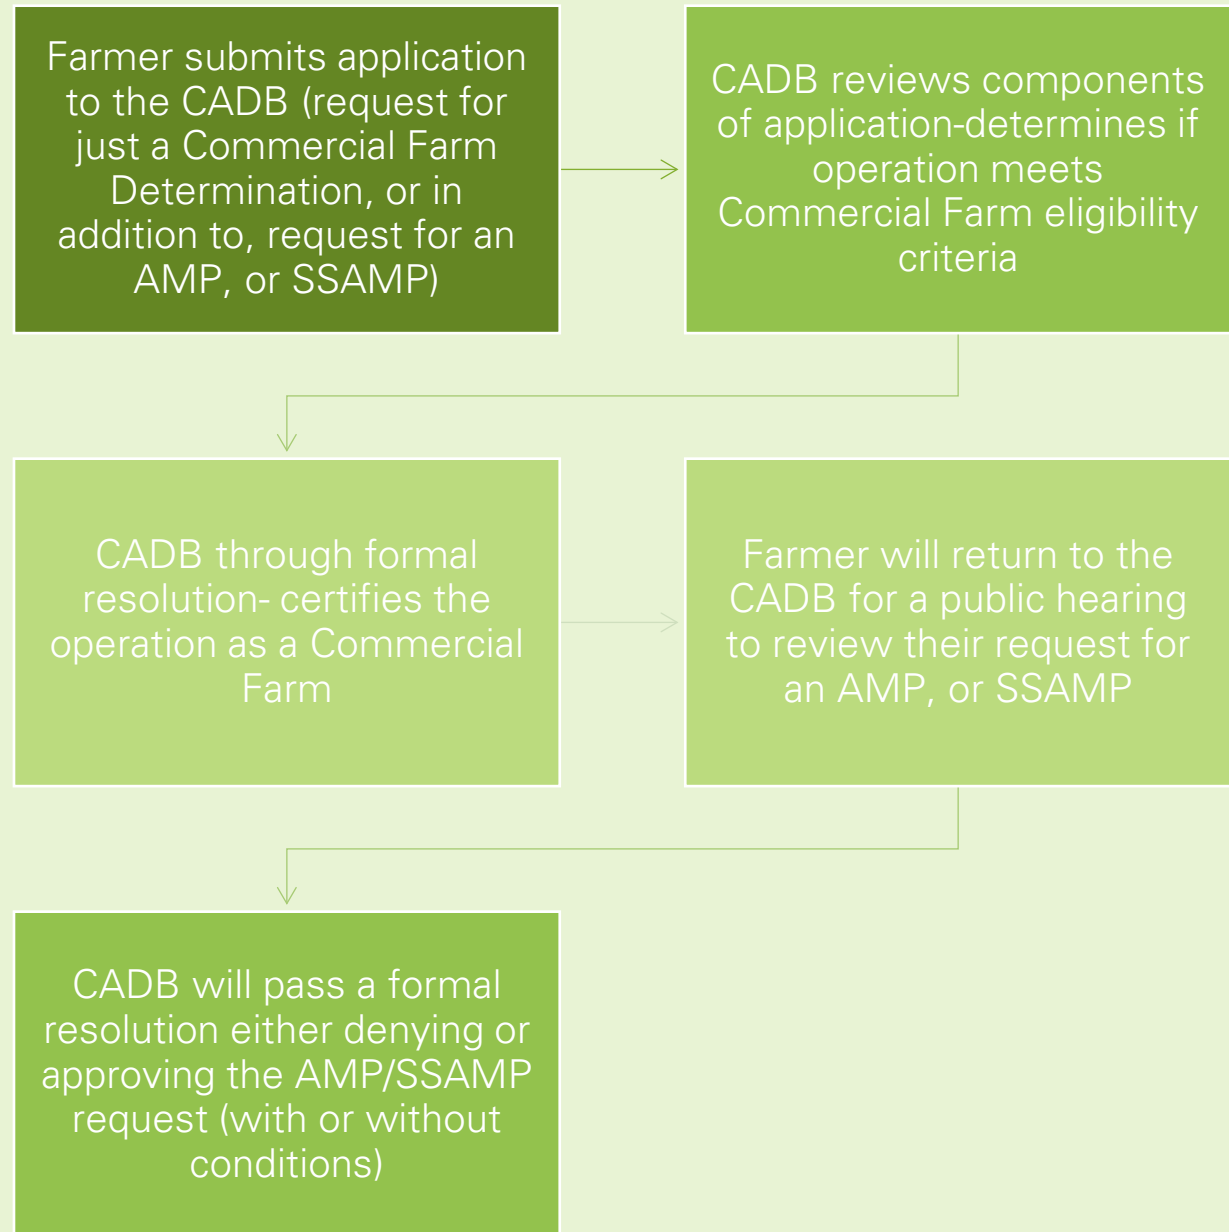 Farmer submits application
to the CADB (request for
just a Commercial Farm
Determination, or in
addition to, request for an
AMP, or SSAMP)
CADB reviews components
of application-determines if
operation meets
Commercial Farm eligibility
criteria
CADB through formal
resolution- certifies the
operation as a Commercial
Farm
Farmer will return to the
CADB for a public hearing
to review their request for
an AMP, or SSAMP
CADB will pass a formal
resolution either denying or
approving the AMP/SSAMP
request (with or without
conditions)